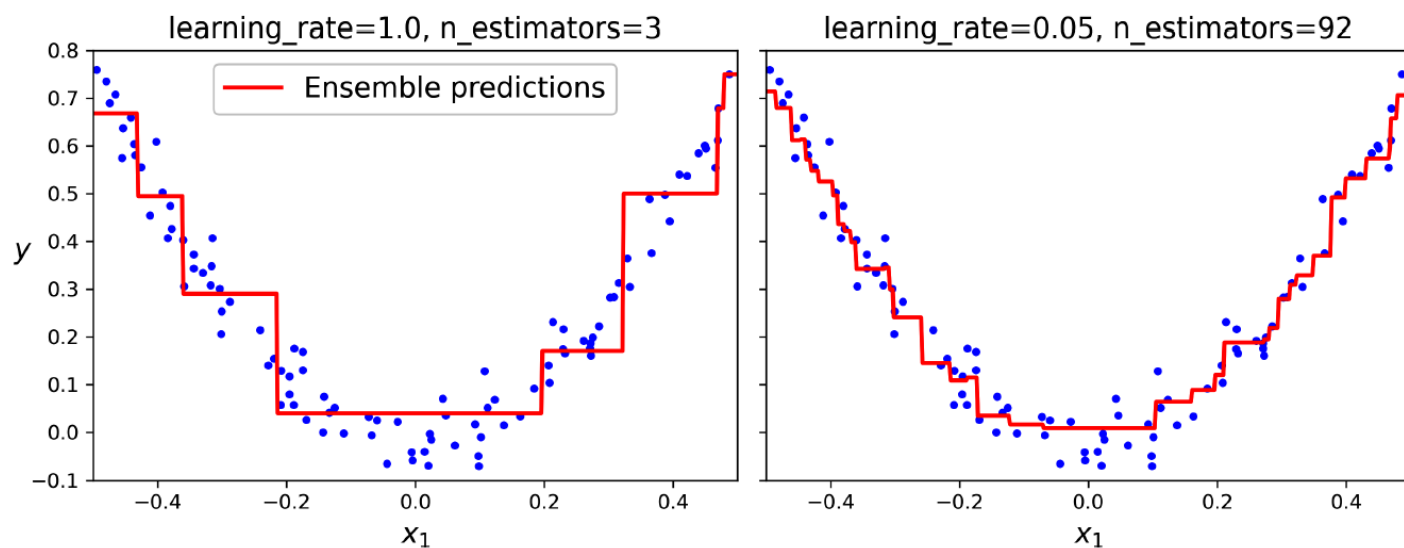 learning_rate=1.0, n_estimators=3
Ensemble predictions
0.8
0.7
0.6
0.5
0.4
0.3
0.2
0.1
0.0
−0.1
y
−0.4 −0.2 0.0 0.2 0.4
x₁
learning_rate=0.05, n_estimators=92
−0.4 −0.2 0.0 0.2 0.4
x₁